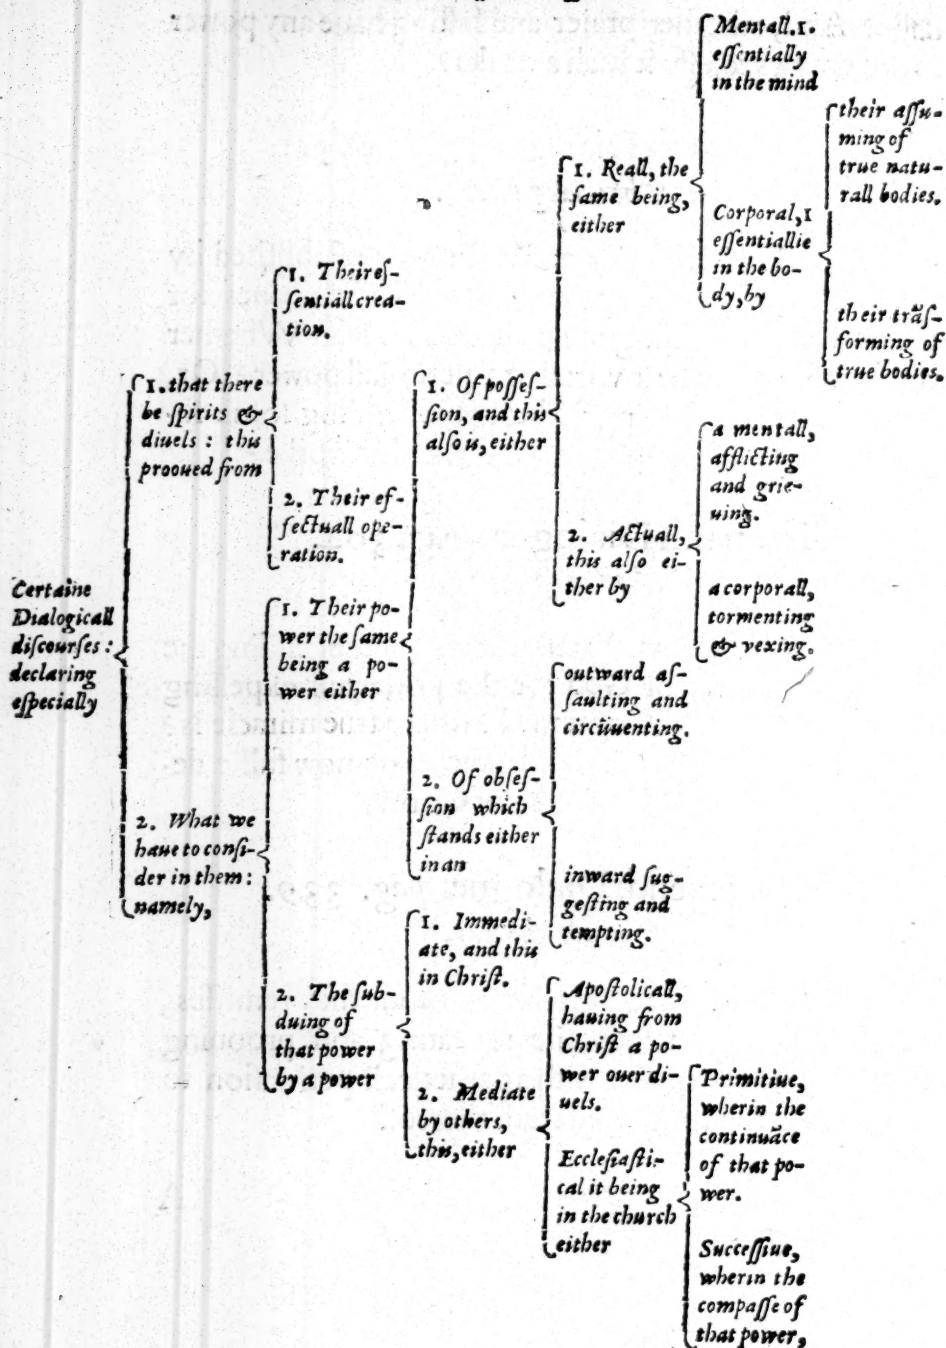 Certaine
Dialogicall
diſcourſes :
declaring
eſpecially
1. that there
be ſpirits &
diuels : this
prooued from
1. Their eſ-
ſentiall crea-
tion.
2. Their ef-
fectuall ope-
ration.
2. What we
haue to conſi-
der in them :
namely,
1. Their po-
wer the ſame
being a po-
wer either
1. Of poſſeſ-
ſion, and this
alſo is, either
1. Reall, the
ſame being,
either
Mentall.1.
eſſentially
in the mind
Corporal,1
eſſentiallie
in the bo-
dy, by
their aſſu-
ming of
true natu-
rall bodies.
their trãſ-
forming of
true bodies.
2. Actuall,
this alſo ei-
ther by
a mentall,
afflicting
and grie-
uing.
a corporall,
tormenting
& vexing.
2. Of obſeſ-
ſion which
ſtands either
in an
outward aſ-
ſaulting and
circũuenting.
inward ſug-
geſting and
tempting.
2. The ſub-
duing of
that power
by a power
1. Immedi-
ate, and this
in Chriſt.
2. Mediate
by others,
this, either
Apoſtolicall,
hauing from
Chriſt a po-
wer ouer di-
uels.
Eccleſiaſti-
cal it being
in the church
either
Primitiue,
wherin the
continuãce
of that po-
wer.
Succeſſiue,
wherin the
compaſſe of
that power,